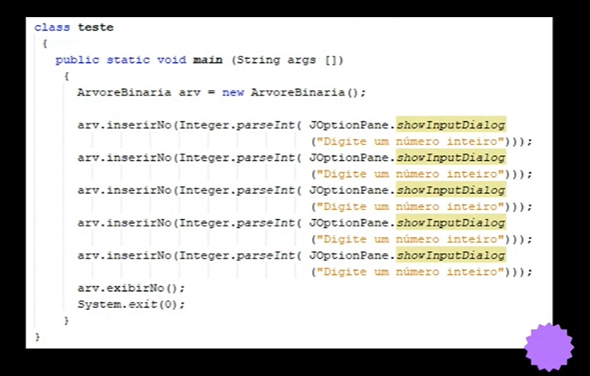 class teste
{
public static void main (String args [])
{
ArvoreBinaria arv = new ArvoreBinaria();
arv.inserirNo(Integer.parseInt( JOptionPane.showInputDialog
("Digite um número inteiro")));
arv.inserirNo(Integer.parseInt( JOptionPane.showInputDialog
("Digite um número inteiro")));
arv.inserirNo(Integer.parseInt( JOptionPane.showInputDialog
("Digite um número inteiro")));
arv.inserirNo(Integer.parseInt( JOptionPane.showInputDialog
("Digite um número inteiro")));
arv.inserirNo(Integer.parseInt( JOptionPane.showInputDialog
("Digite um número inteiro")));
arv.exibirNo();
System.exit(0);
}
}